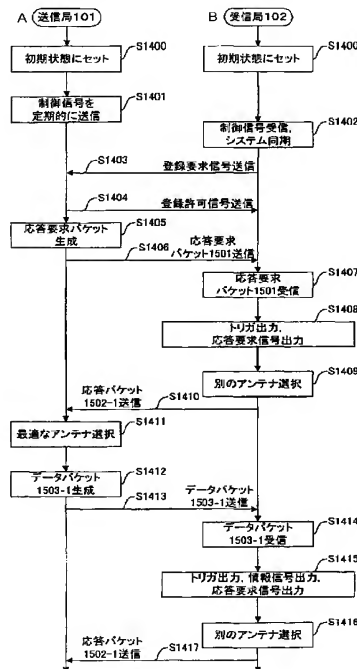 A 送信局101
B 受信局102
S1400
初期状態にセット
S1400
初期状態にセット
S1401
制御信号を
定期的に送信
S1402
制御信号受信,
システム同期
S1403
登録要求信号送信
S1404
登録許可信号送信
S1405
応答要求パケット
生成
S1406
応答要求
パケット1501送信
S1407
応答要求
パケット1501受信
S1408
トリガ出力,
応答要求信号出力
S1409
別のアンテナ選択
応答パケット
1502-1送信
S1410
S1411
最適なアンテナ選択
S1412
データパケット
1503-1生成
S1413
データパケット
1503-1送信
S1414
データパケット
1503-1受信
S1415
トリガ出力, 情報信号出力,
応答要求信号出力
S1416
別のアンテナ選択
応答パケット
1502-1送信
S1417